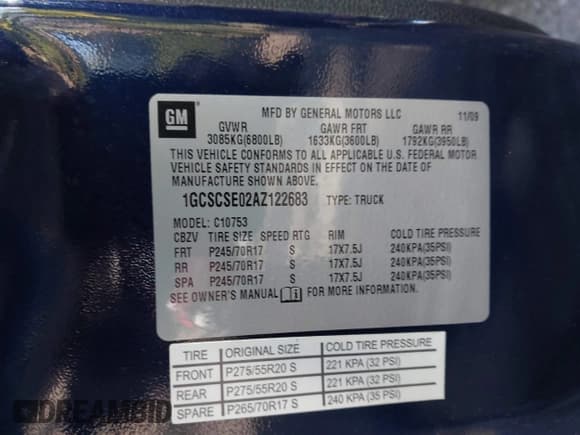 GM
MFD BY GENERAL MOTORS LLC 11/09
GVWR GAWR FRT GAWR RR
3085KG(6800LB) 1633KG(3600LB) 1792KG(3950LB)
THIS VEHICLE CONFORMS TO ALL APPLICABLE U.S. FEDERAL MOTOR
VEHICLE SAFETY STANDARDS IN EFFECT ON THE DATE OF
MANUFACTURE SHOWN ABOVE.
1GCSCSE02AZ122683 TYPE: TRUCK
MODEL: C10753
CBZV TIRE SIZE SPEED RTG RIM COLD TIRE PRESSURE
FRT P245/70R17 S 17X7.5J 240KPA(35PSI)
RR P245/70R17 S 17X7.5J 240KPA(35PSI)
SPA P245/70R17 S 17X7.5J 240KPA(35PSI)
SEE OWNER'S MANUAL FOR MORE INFORMATION.
TIRE ORIGINAL SIZE COLD TIRE PRESSURE
FRONT P275/55R20 S 221 KPA (32 PSI)
REAR P275/55R20 S 221 KPA (32 PSI)
SPARE P265/70R17 S 240 KPA (35 PSI)
DREAMBID